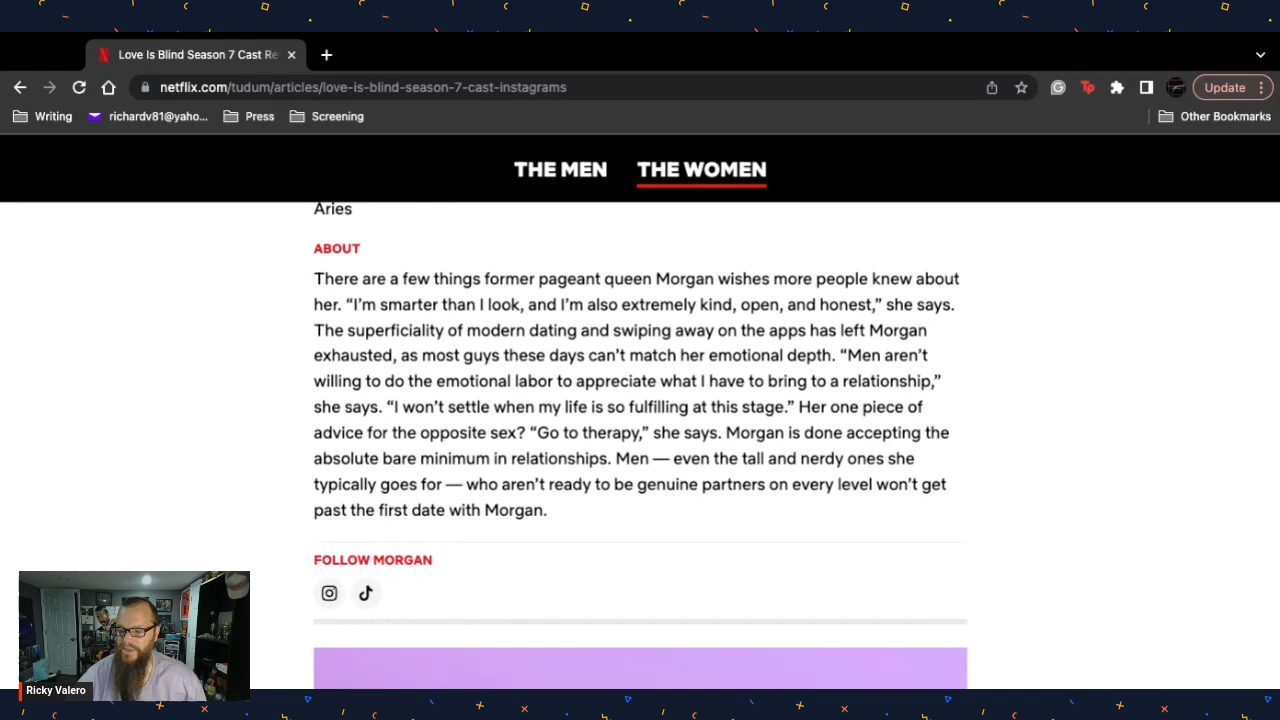 Love Is Blind Season 7 Cast Re
netflix.com/tudum/articles/love-is-blind-season-7-cast-instagrams
Update
Writing
richardv81@yaho...
Press
Screening
Other Bookmarks
THE MEN
THE WOMEN
Aries
ABOUT
There are a few things former pageant queen Morgan wishes more people knew about
her. “I’m smarter than I look, and I’m also extremely kind, open, and honest,” she says.
The superficiality of modern dating and swiping away on the apps has left Morgan
exhausted, as most guys these days can’t match her emotional depth. “Men aren’t
willing to do the emotional labor to appreciate what I have to bring to a relationship,”
she says. “I won’t settle when my life is so fulfilling at this stage.” Her one piece of
advice for the opposite sex? “Go to therapy,” she says. Morgan is done accepting the
absolute bare minimum in relationships. Men — even the tall and nerdy ones she
typically goes for — who aren’t ready to be genuine partners on every level won’t get
past the first date with Morgan.
FOLLOW MORGAN
Ricky Valero